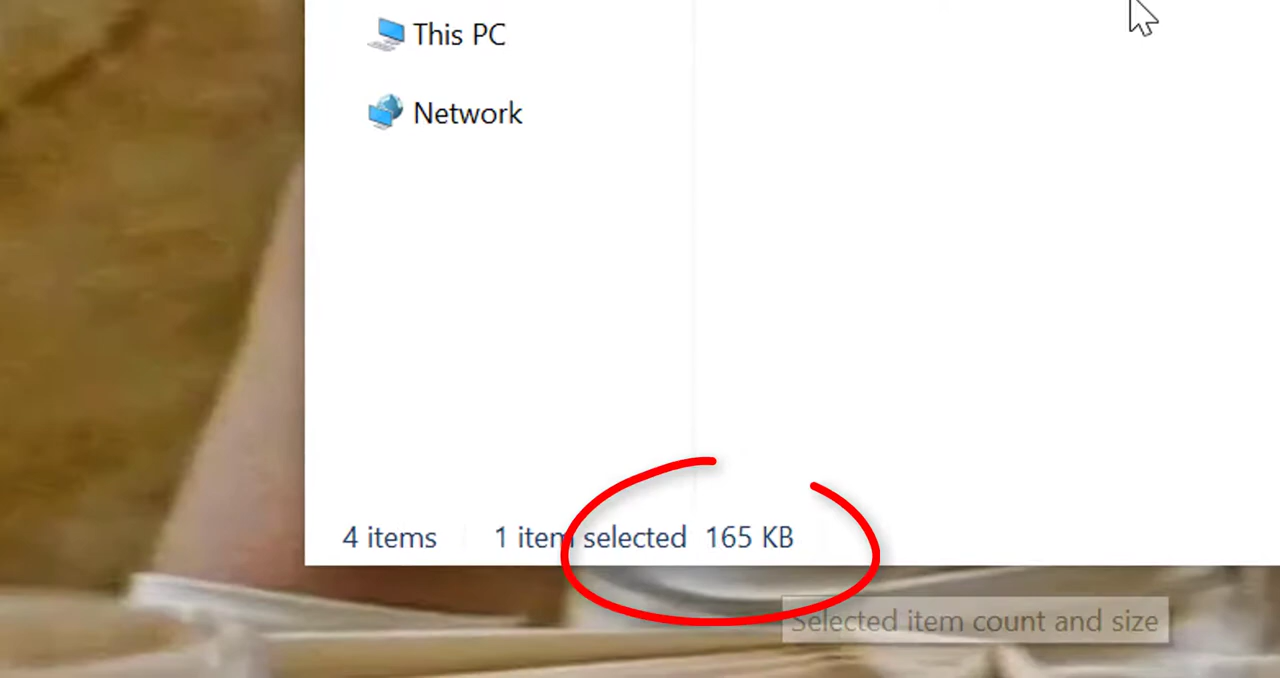 This PC
Network
4 items 1 item selected 165 KB
Selected item count and size